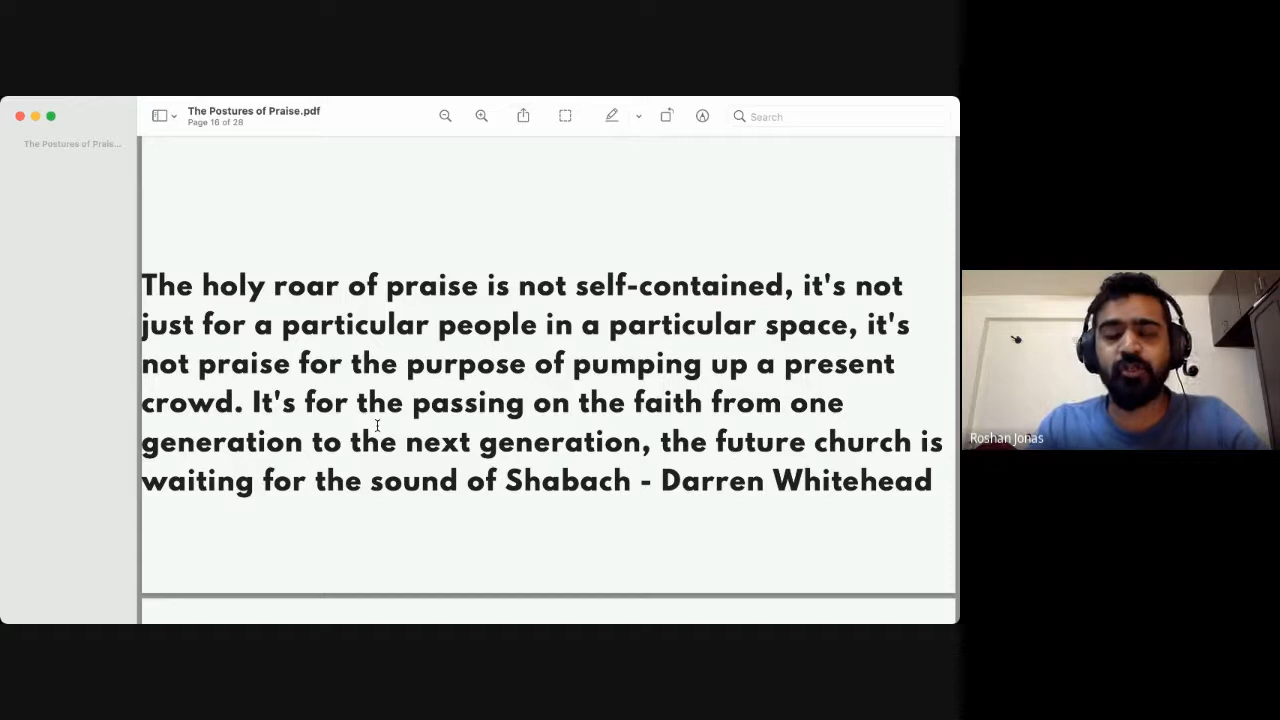 The Postures of Praise.pdf
Page 16 of 28
Search
The Postures of Prais...
The holy roar of praise is not self-contained, it's not
just for a particular people in a particular space, it's
not praise for the purpose of pumping up a present
crowd. It's for the passing on the faith from one
generation to the next generation, the future church is
waiting for the sound of Shabach - Darren Whitehead
Roshan Jonas